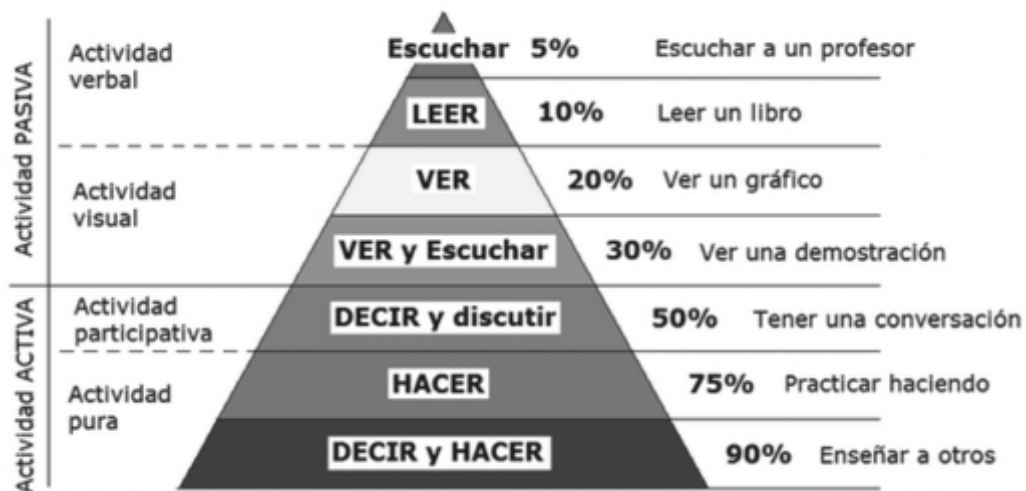 Actividad PASIVA
Actividad
verbal
Escuchar 5% Escuchar a un profesor
LEER 10% Leer un libro
Actividad
visual
VER 20% Ver un gráfico
VER y Escuchar 30% Ver una demostración
Actividad ACTIVA
Actividad
participativa
DECIR y discutir 50% Tener una conversación
Actividad
pura
HACER 75% Practicar haciendo
DECIR y HACER 90% Enseñar a otros